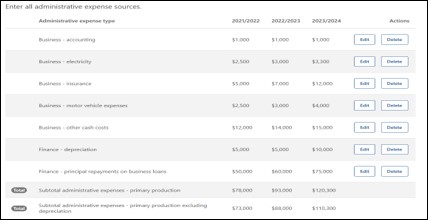 Enter all administrative expense sources.
Administrative expense type 2021/2022 2022/2023 2023/2024 Actions
Business - accounting $1,000 $1,000 $1,000 Edit Delete
Business - electricity $2,500 $3,000 $3,300 Edit Delete
Business - insurance $5,000 $7,000 $12,000 Edit Delete
Business - motor vehicle expenses $2,500 $3,000 $4,000 Edit Delete
Business - other cash costs $12,000 $14,000 $15,000 Edit Delete
Finance - depreciation $5,000 $5,000 $10,000 Edit Delete
Finance - principal repayments on business loans $50,000 $60,000 $75,000 Edit Delete
Total Subtotal administrative expenses - primary production $78,000 $93,000 $120,300
Total Subtotal administrative expenses - primary production excluding $73,000 $88,000 $110,300
depreciation